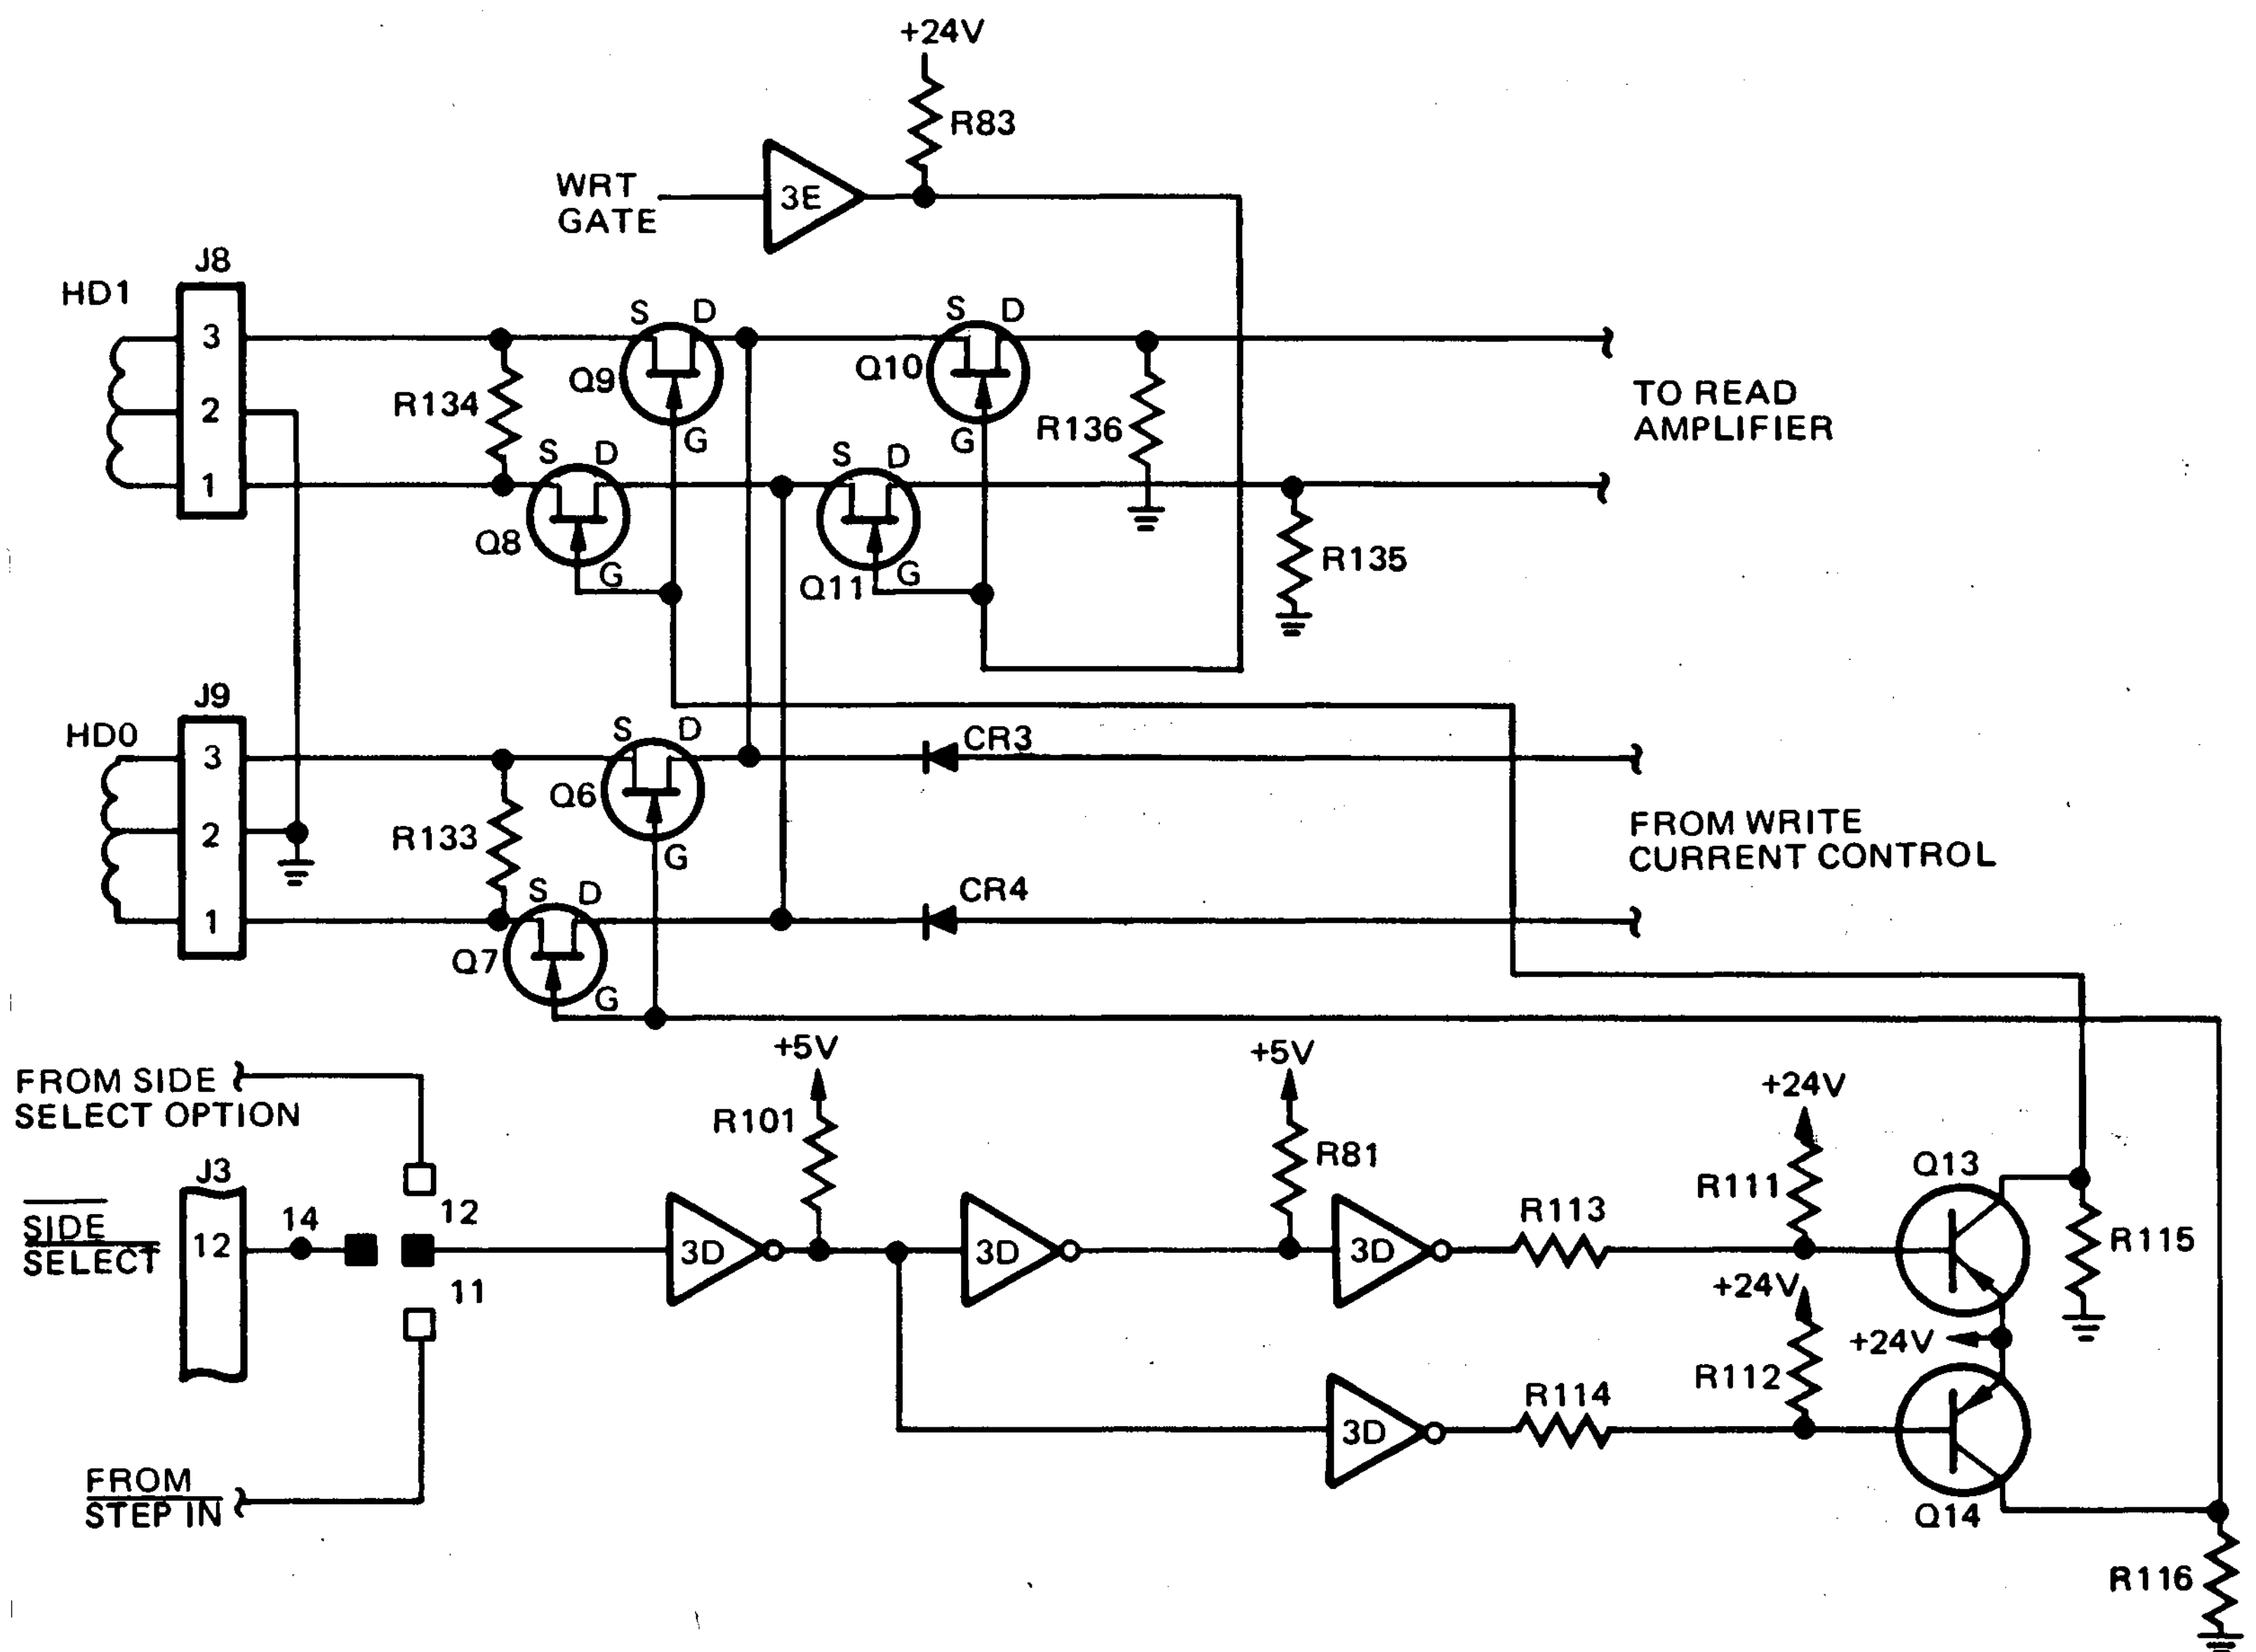 +24V
R83
WRT
GATE
3E
J8
HD1
3
2
1
S D
Q9
G
S D
Q10
G
R134
R136
TO READ
AMPLIFIER
S D
Q8
G
S D
Q11
G
R135
J9
HD0
3
2
1
S D
Q6
G
CR3
R133
FROM WRITE
CURRENT CONTROL
S D
Q7
G
CR4
FROM SIDE
SELECT OPTION
+5V
R101
+5V
R81
+24V
R111
Q13
J3
SIDE
SELECT
12
14
12
11
3D
3D
3D
R113
R115
+24V
+24V
R112
3D
R114
Q14
FROM
STEP IN
R116